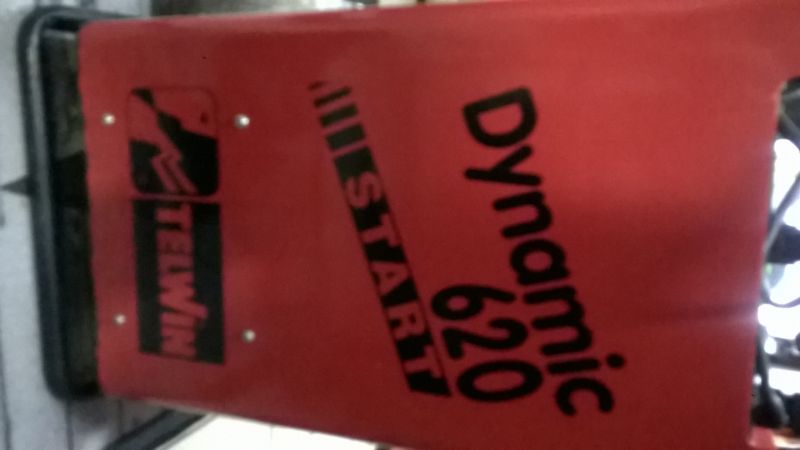 Dynamic
620
START
TELWIN